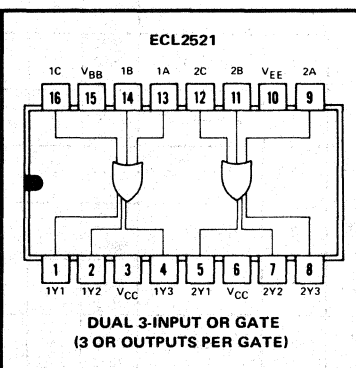 ECL2521
1C VBB 1B 1A 2C 2B VEE 2A
16 15 14 13 12 11 10 9
1 2 3 4 5 6 7 8
1Y1 1Y2 VCC 1Y3 2Y1 VCC 2Y2 2Y3
DUAL 3-INPUT OR GATE
(3 OR OUTPUTS PER GATE)